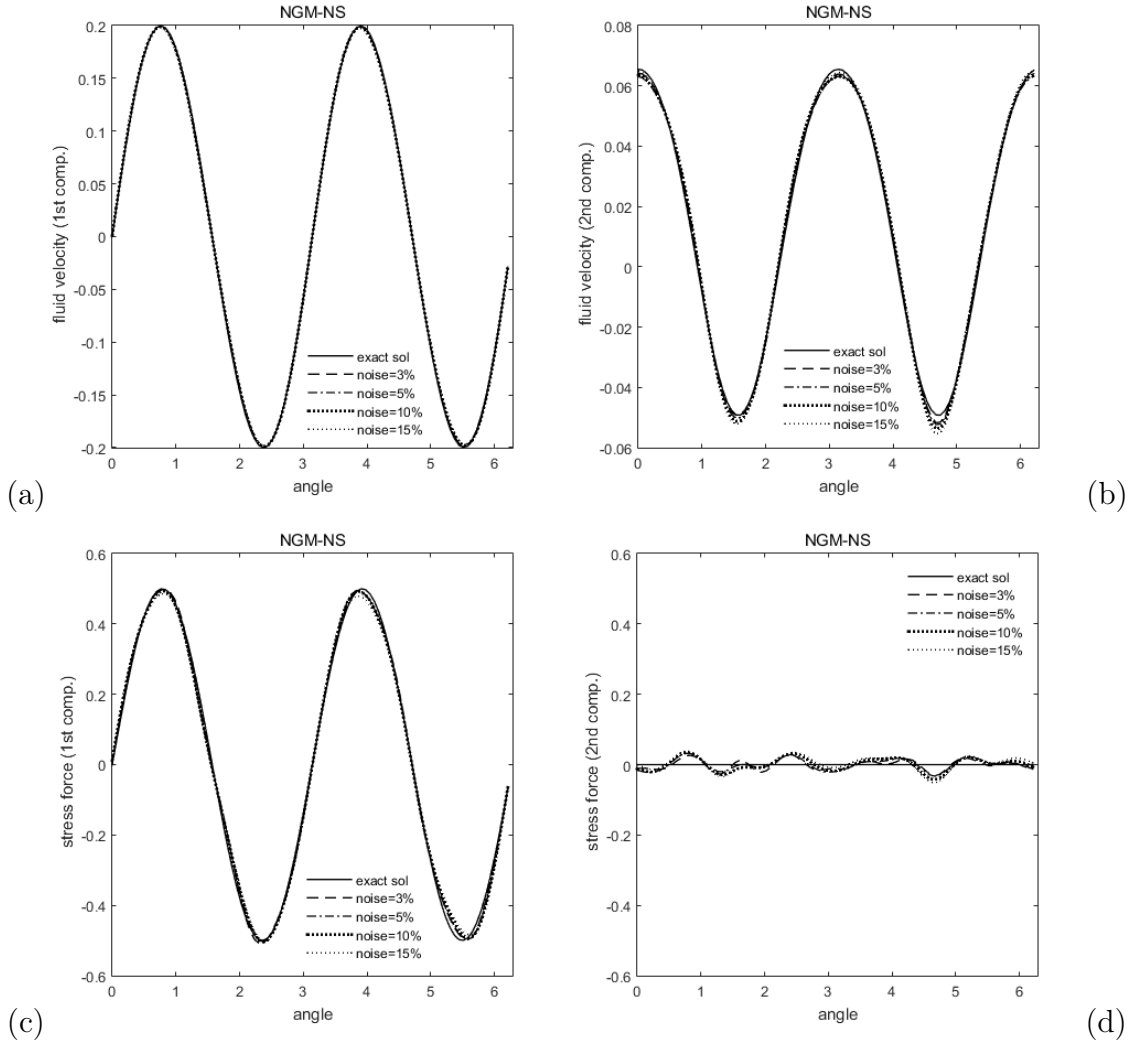 NGM-NS
fluid velocity (1st comp.)
0.2
0.15
0.1
0.05
0
-0.05
-0.1
-0.15
-0.2
exact sol
noise=3%
noise=5%
noise=10%
noise=15%
0 1 2 3 4 5 6
angle
(a)
NGM-NS
fluid velocity (2nd comp.)
0.08
0.06
0.04
0.02
0
-0.02
-0.04
-0.06
exact sol
noise=3%
noise=5%
noise=10%
noise=15%
0 1 2 3 4 5 6
angle
(b)
NGM-NS
stress force (1st comp.)
0.6
0.4
0.2
0
-0.2
-0.4
-0.6
exact sol
noise=3%
noise=5%
noise=10%
noise=15%
0 1 2 3 4 5 6
angle
(c)
NGM-NS
stress force (2nd comp.)
0.6
0.4
0.2
0
-0.2
-0.4
-0.6
exact sol
noise=3%
noise=5%
noise=10%
noise=15%
0 1 2 3 4 5 6
angle
(d)